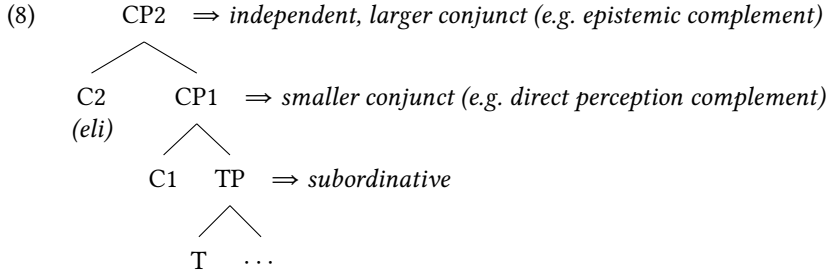 (8) CP2 ⇒ independent, larger conjunct (e.g. epistemic complement)
C2 CP1 ⇒ smaller conjunct (e.g. direct perception complement)
(eli)
C1 TP ⇒ subordinative
T ⋯